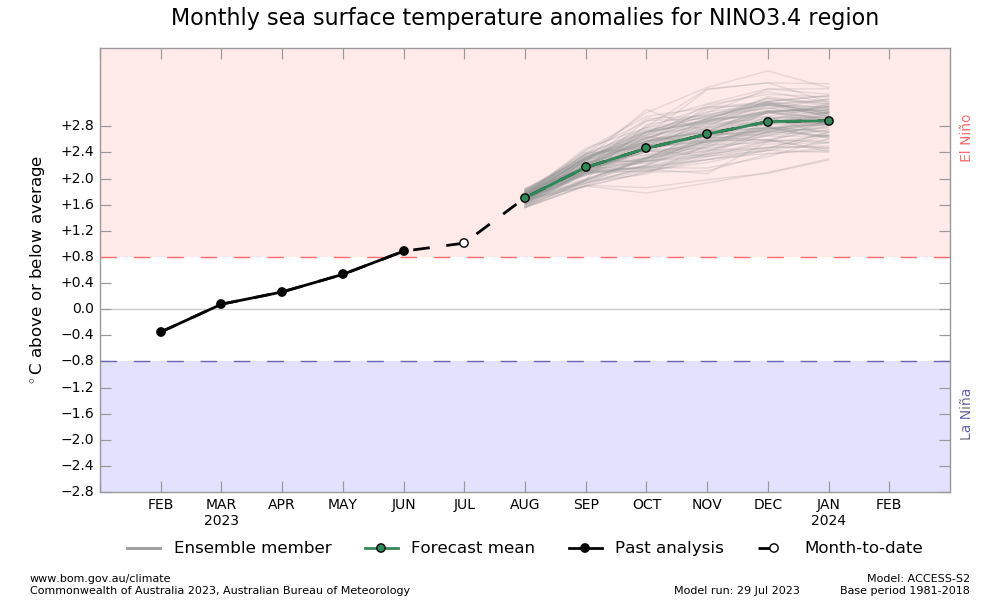 Monthly sea surface temperature anomalies for NINO3.4 region
°C above or below average
+2.8
+2.4
+2.0
+1.6
+1.2
+0.8
+0.4
0.0
−0.4
−0.8
−1.2
−1.6
−2.0
−2.4
−2.8
El Niño
La Niña
FEB MAR APR MAY JUN JUL AUG SEP OCT NOV DEC JAN FEB
2023 2024
Ensemble member Forecast mean Past analysis Month-to-date
www.bom.gov.au/climate Model: ACCESS-S2
Commonwealth of Australia 2023, Australian Bureau of Meteorology Model run: 29 Jul 2023 Base period 1981-2018